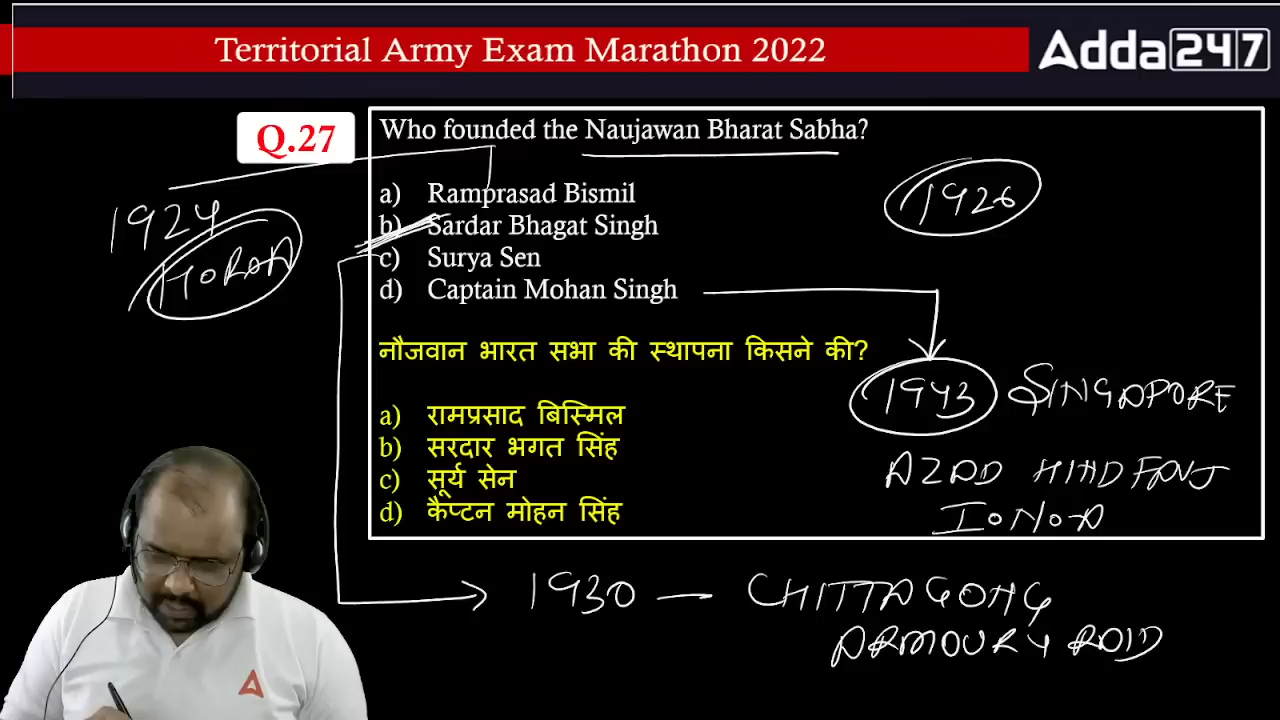 Territorial Army Exam Marathon 2022
Adda247
Q.27
Who founded the Naujawan Bharat Sabha?
a) Ramprasad Bismil
b) Sardar Bhagat Singh
c) Surya Sen
d) Captain Mohan Singh
1926
1924
H.R.A
नौजवान भारत सभा की स्थापना किसने की?
1943 SINGAPORE
a) रामप्रसाद बिस्मिल
b) सरदार भगत सिंह
c) सूर्य सेन
d) कैप्टन मोहन सिंह
AZAD HIND FAUJ
I.N.A
1930 — CHITTAGONG
ARMOURY RAID